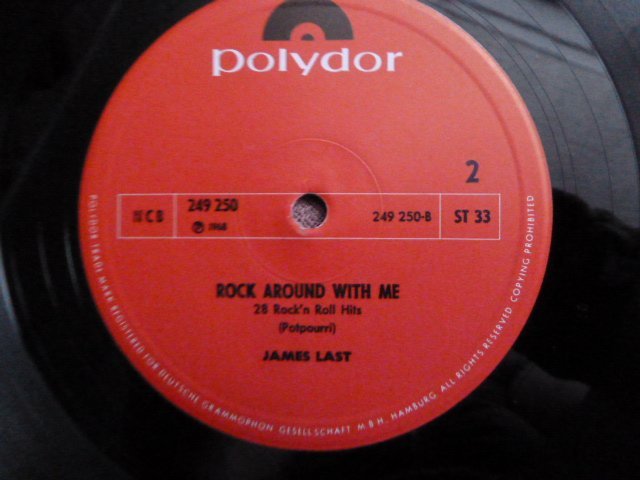 polydor
2
NCB
249 250
℗ 1968
249 250-B
ST 33
ROCK AROUND WITH ME
28 Rock'n Roll Hits
(Potpourri)
JAMES LAST
POLYDOR TRADE MARK REGISTERED FOR DEUTSCHE GRAMMOPHON GESELLSCHAFT M.B.H. HAMBURG ALL RIGHTS RESERVED COPYING PROHIBITED